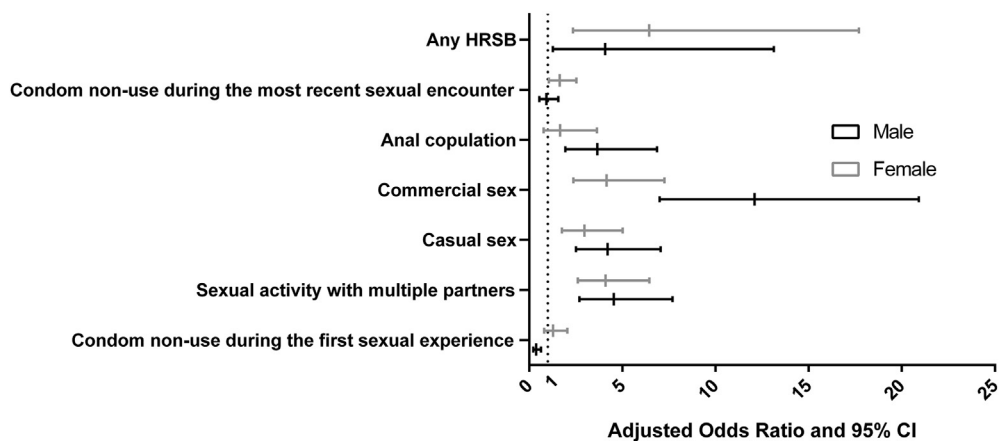 Any HRSB
Condom non-use during the most recent sexual encounter
Anal copulation
Commercial sex
Casual sex
Sexual activity with multiple partners
Condom non-use during the first sexual experience
Male
Female
0 1 5 10 15 20 25
Adjusted Odds Ratio and 95% CI